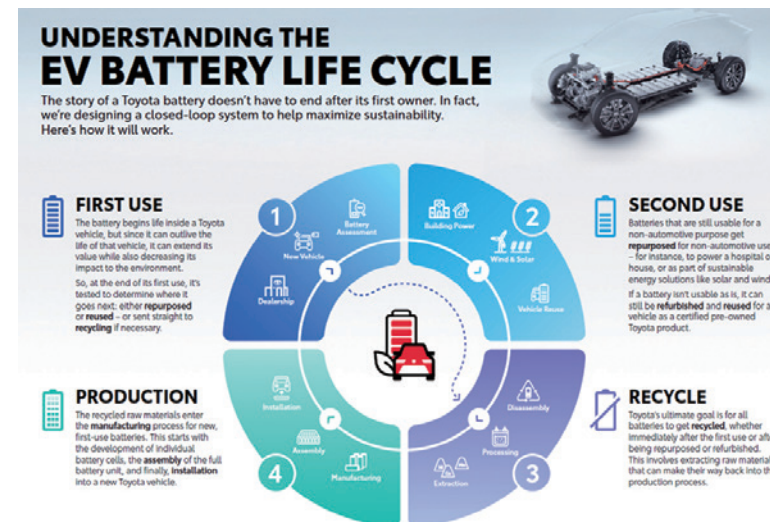 UNDERSTANDING THE
EV BATTERY LIFE CYCLE
The story of a Toyota battery doesn't have to end after its first owner. In fact,
we're designing a closed-loop system to help maximize sustainability.
Here's how it will work.
FIRST USE
The battery begins life inside a Toyota
vehicle, but since it can outlive the
life of that vehicle, it can extend its
value while also decreasing its
impact to the environment.
So, at the end of its first use, it's
tested to determine where it
goes next: either repurposed
or reused – or sent straight to
recycling if necessary.
1
Battery
Assessment
New Vehicle
Dealership
2
Building Power
Wind & Solar
Vehicle Reuse
SECOND USE
Batteries that are still usable for a
non-automotive purpose get
repurposed for non-automotive use
– for instance, to power a hospital o
house, or as part of sustainable
energy solutions like solar and wind
If a battery isn't usable as is, it can
still be refurbished and reused for a
vehicle as a certified pre-owned
Toyota product.
PRODUCTION
The recycled raw materials enter
the manufacturing process for new,
first-use batteries. This starts with
the development of individual
battery cells, the assembly of the full
battery unit, and finally, installation
into a new Toyota vehicle.
Installation
Assembly
Manufacturing
4
Disassembly
Processing
Extraction
3
RECYCLE
Toyota's ultimate goal is for all
batteries to get recycled, whether
immediately after the first use or afte
being repurposed or refurbished.
This involves extracting raw material
that can make their way back into th
production process.